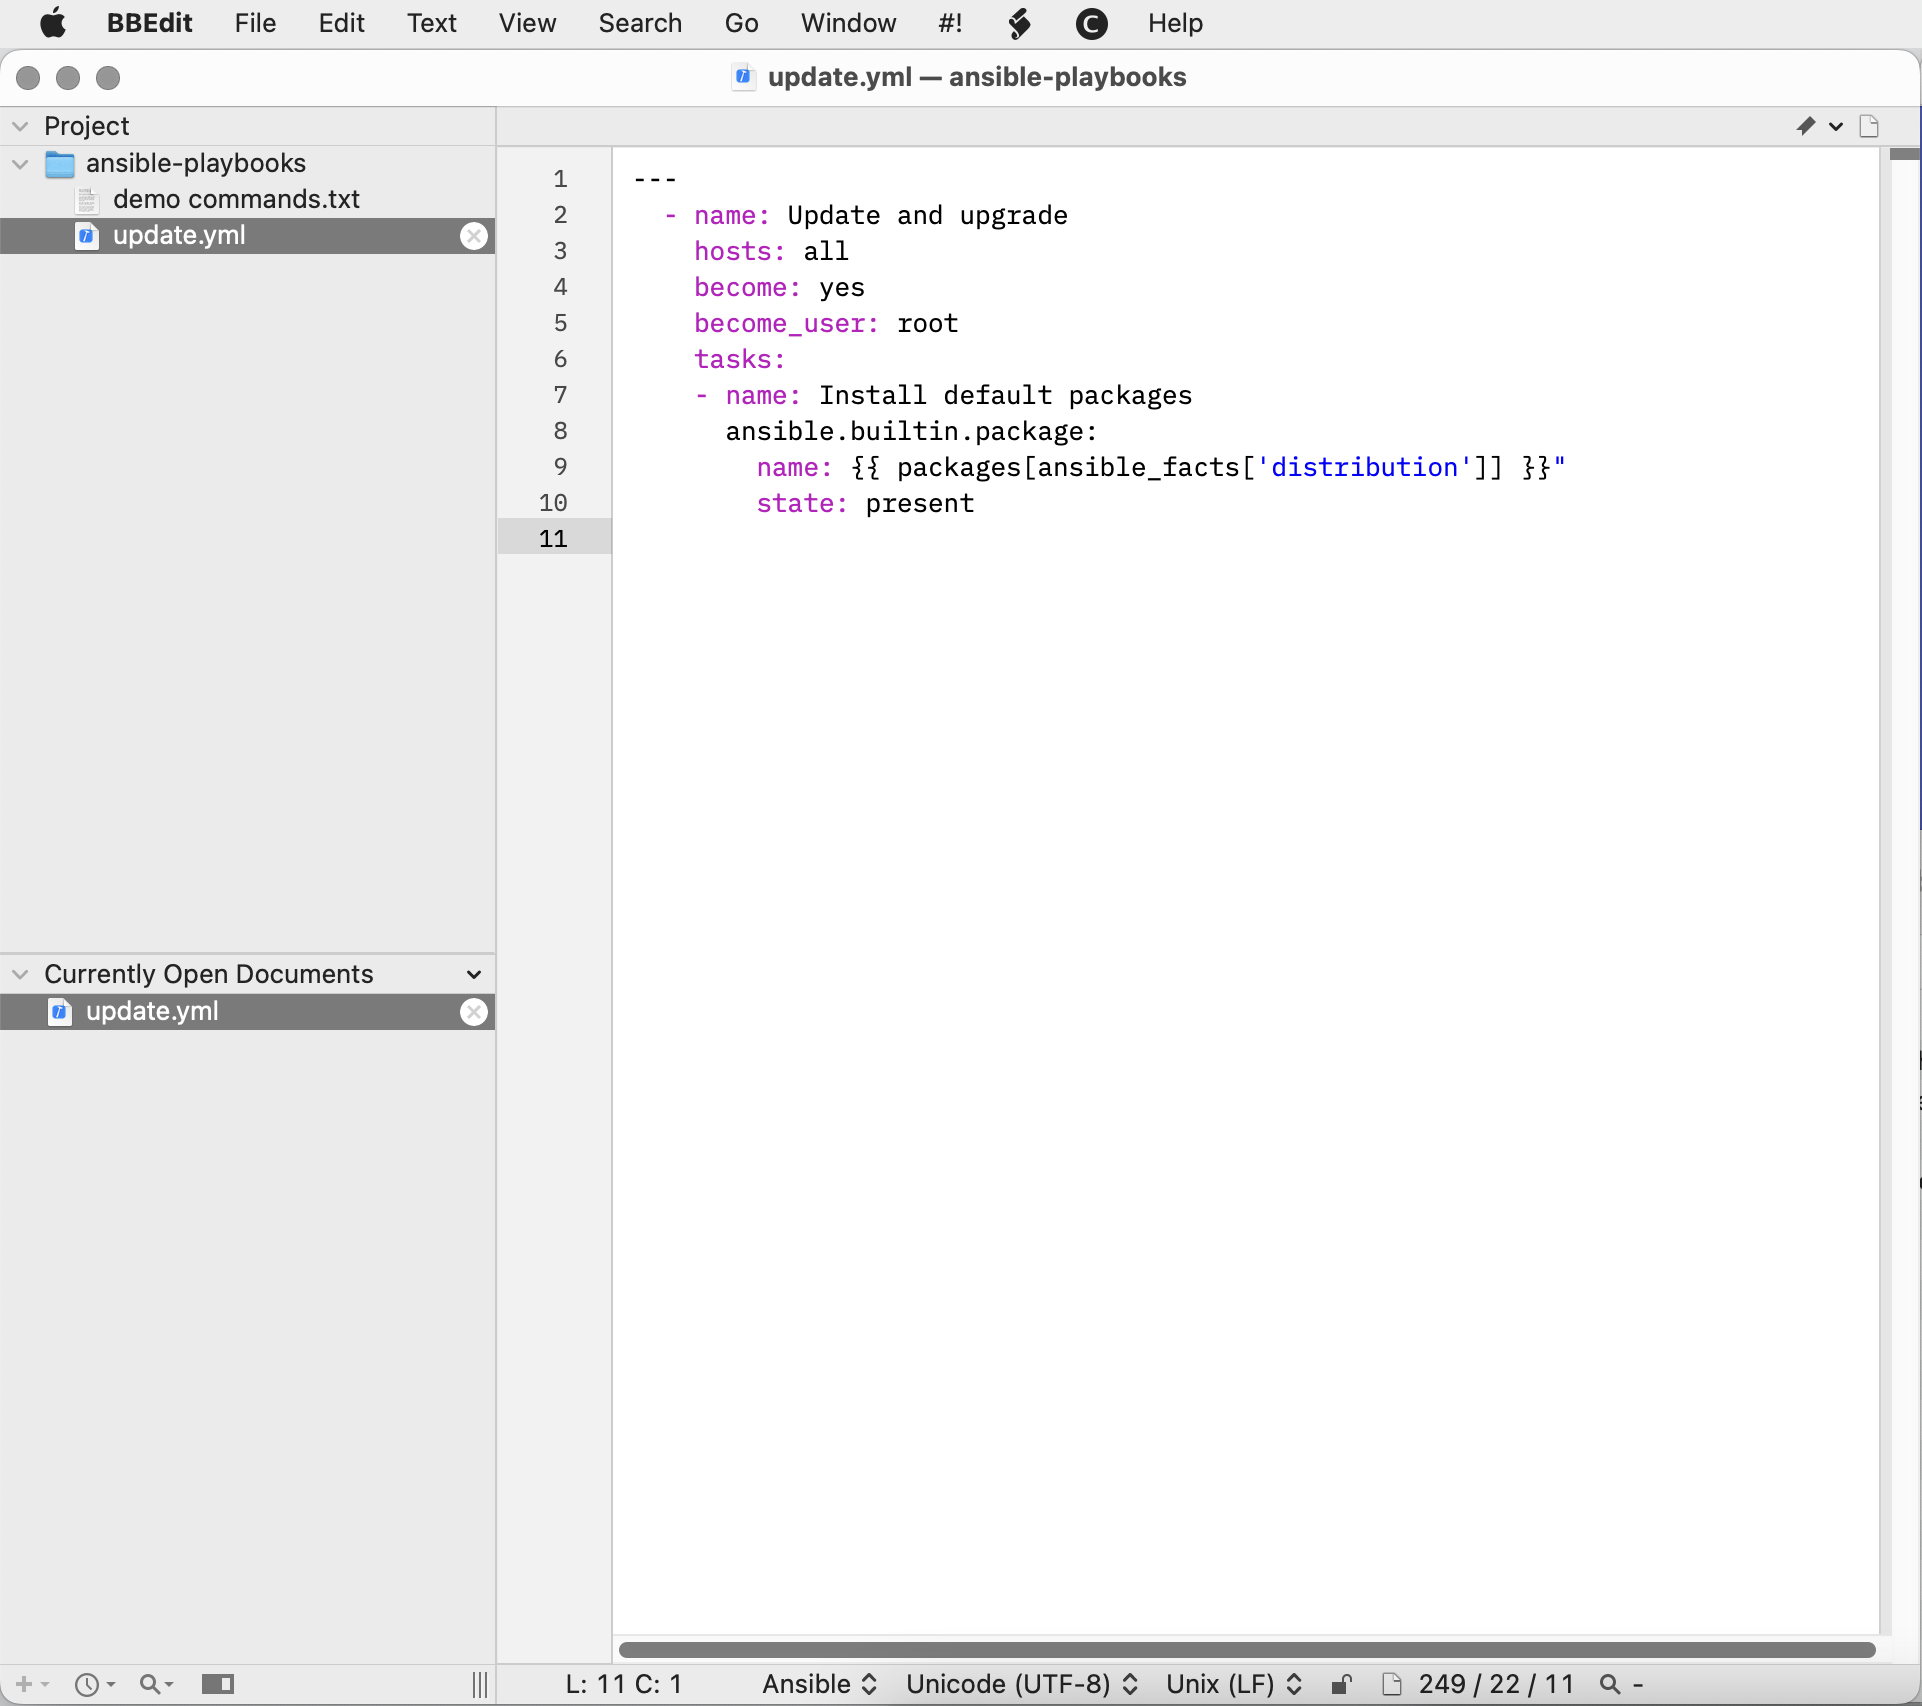 BBEdit File Edit Text View Search Go Window #! C Help
update.yml — ansible-playbooks
Project
ansible-playbooks
demo commands.txt
update.yml
1 ---
2   - name: Update and upgrade
3     hosts: all
4     become: yes
5     become_user: root
6     tasks:
7     - name: Install default packages
8       ansible.builtin.package:
9         name: {{ packages[ansible_facts['distribution']] }}"
10         state: present
11
Currently Open Documents
update.yml
L: 11 C: 1 Ansible Unicode (UTF-8) Unix (LF) 249 / 22 / 11 -